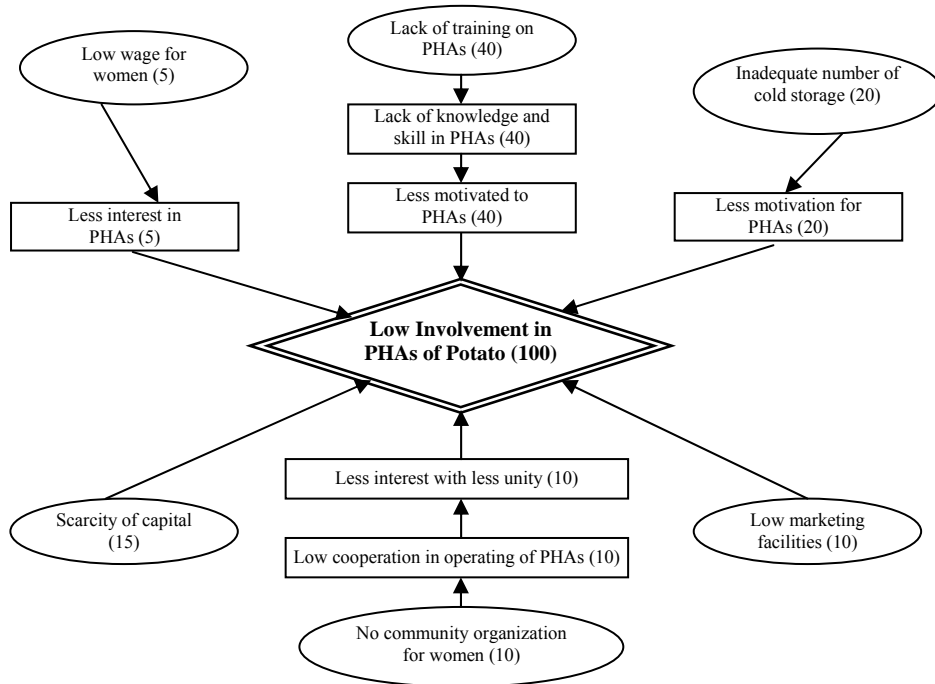 Low wage for
women (5)
Lack of training on
PHAs (40)
Inadequate number of
cold storage (20)
Lack of knowledge and
skill in PHAs (40)
Less motivated to
PHAs (40)
Less interest in
PHAs (5)
Less motivation for
PHAs (20)
Low Involvement in
PHAs of Potato (100)
Less interest with less unity (10)
Scarcity of capital
(15)
Low marketing
facilities (10)
Low cooperation in operating of PHAs (10)
No community organization
for women (10)